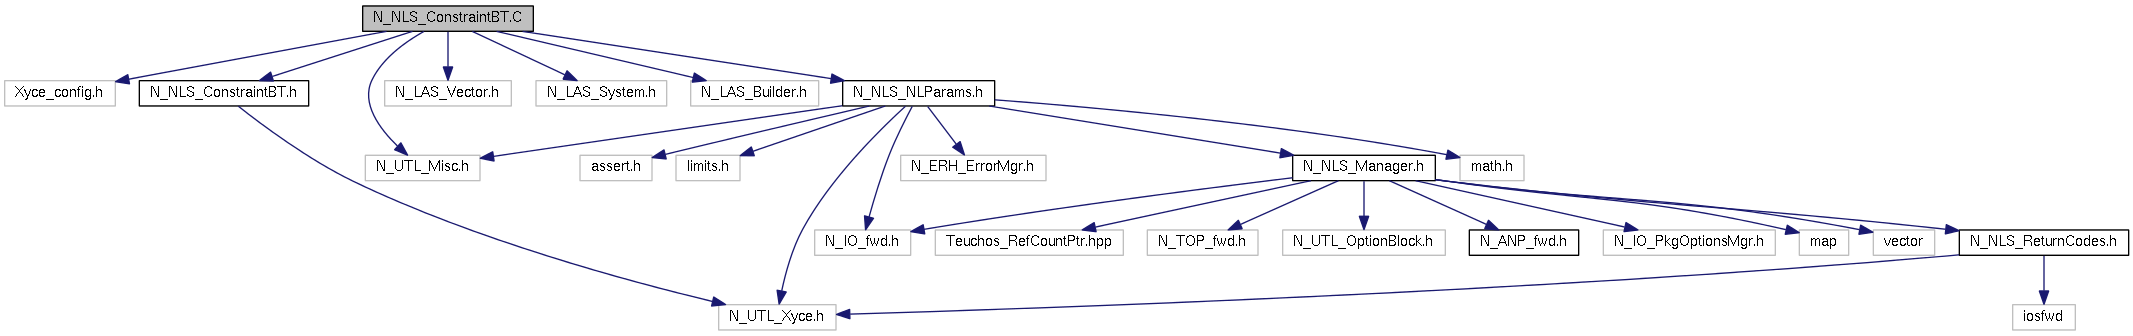 N_NLS_ConstraintBT.C
Xyce_config.h
N_NLS_ConstraintBT.h
N_LAS_Vector.h
N_LAS_System.h
N_LAS_Builder.h
N_NLS_NLParams.h
N_UTL_Misc.h
assert.h
limits.h
N_ERH_ErrorMgr.h
N_NLS_Manager.h
math.h
N_IO_fwd.h
Teuchos_RefCountPtr.hpp
N_TOP_fwd.h
N_UTL_OptionBlock.h
N_ANP_fwd.h
N_IO_PkgOptionsMgr.h
map
vector
N_NLS_ReturnCodes.h
N_UTL_Xyce.h
iosfwd